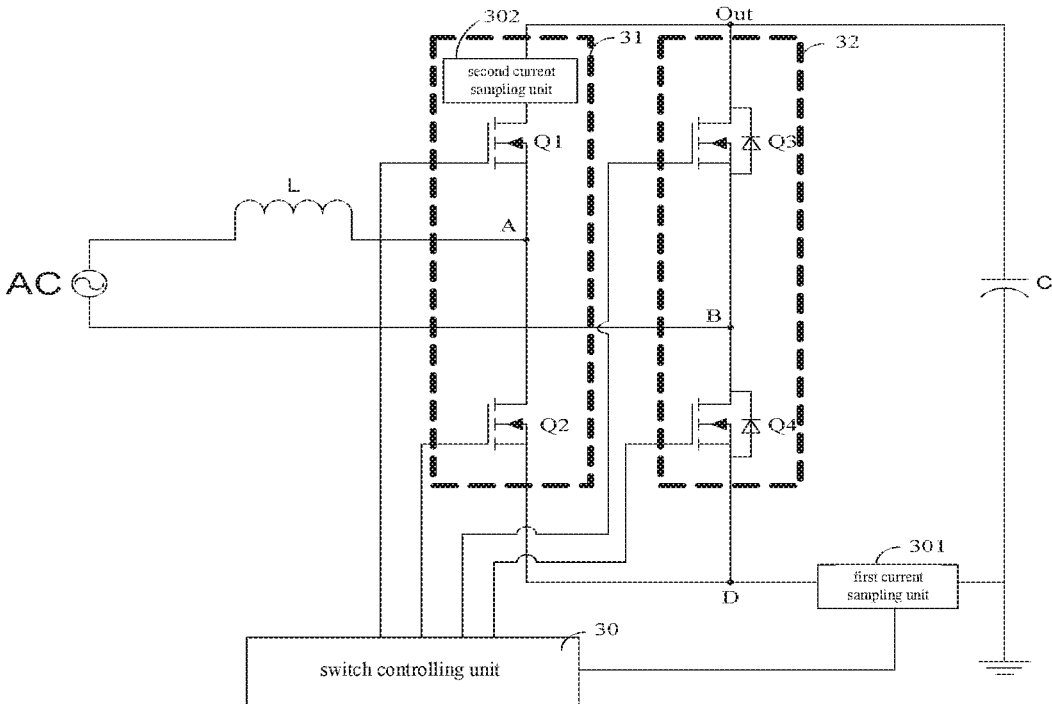 Out
302
31
32
second current
sampling unit
Q1
Q3
L
A
AC
C
B
Q2
Q4
301
first current
sampling unit
D
30
switch controlling unit